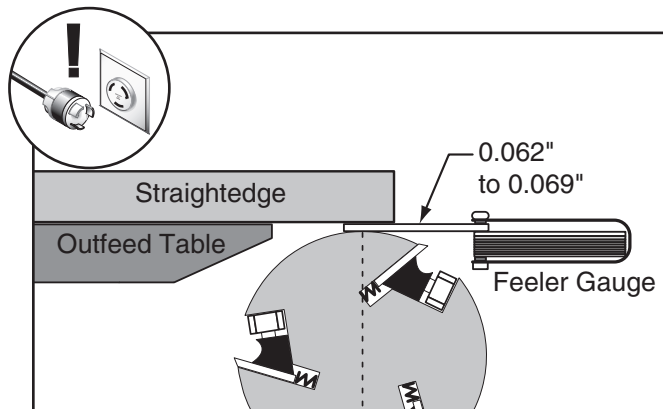 !
0.062"
to 0.069"
Straightedge
Outfeed Table
Feeler Gauge